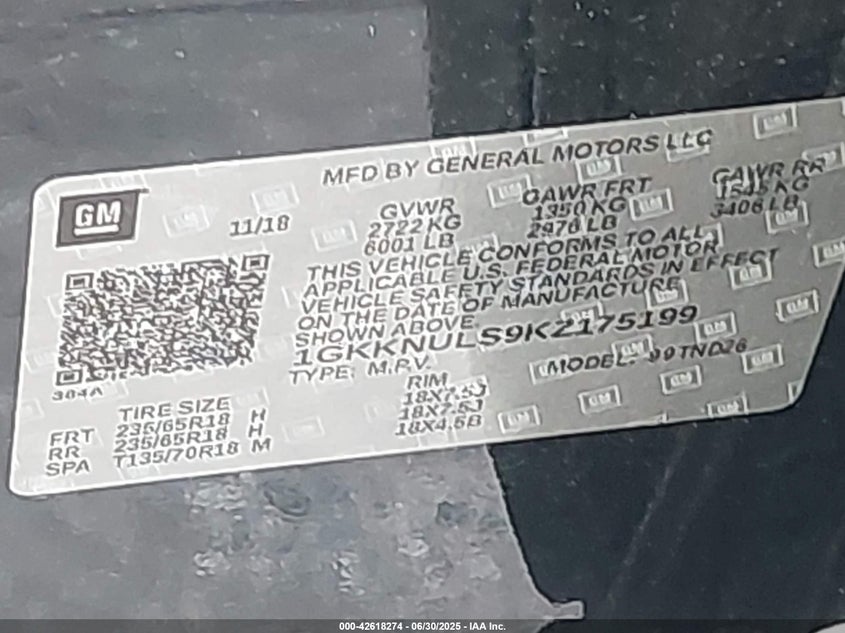 MFD BY GENERAL MOTORS LLC
GM
11/18
GVWR
2722 KG
6001 LB
GAWR FRT
1350 KG
2976 LB
GAWR RR
1545 KG
3406 LB
THIS VEHICLE CONFORMS TO ALL
APPLICABLE U.S. FEDERAL MOTOR
VEHICLE SAFETY STANDARDS IN EFFECT
ON THE DATE OF MANUFACTURE
SHOWN ABOVE
1GKKNULS9KZ175199
TYPE: M.P.V. MODEL:
304A
TIRE SIZE RIM
FRT 235/65R18 H 18X7.5J
RR 235/65R18 H 18X7.5J
SPA T135/70R18 M 18X4.5B
000-42618274 - 06/30/2025 - IAA Inc.